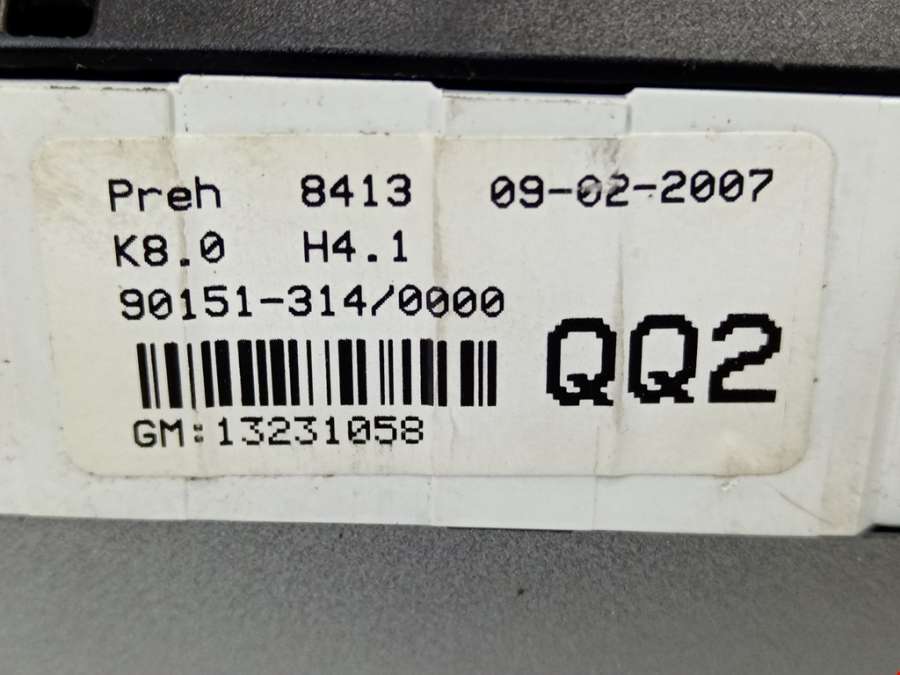 Preh 8413 09-02-2007
K8.0 H4.1
90151-314/0000
QQ2
GM:13231058